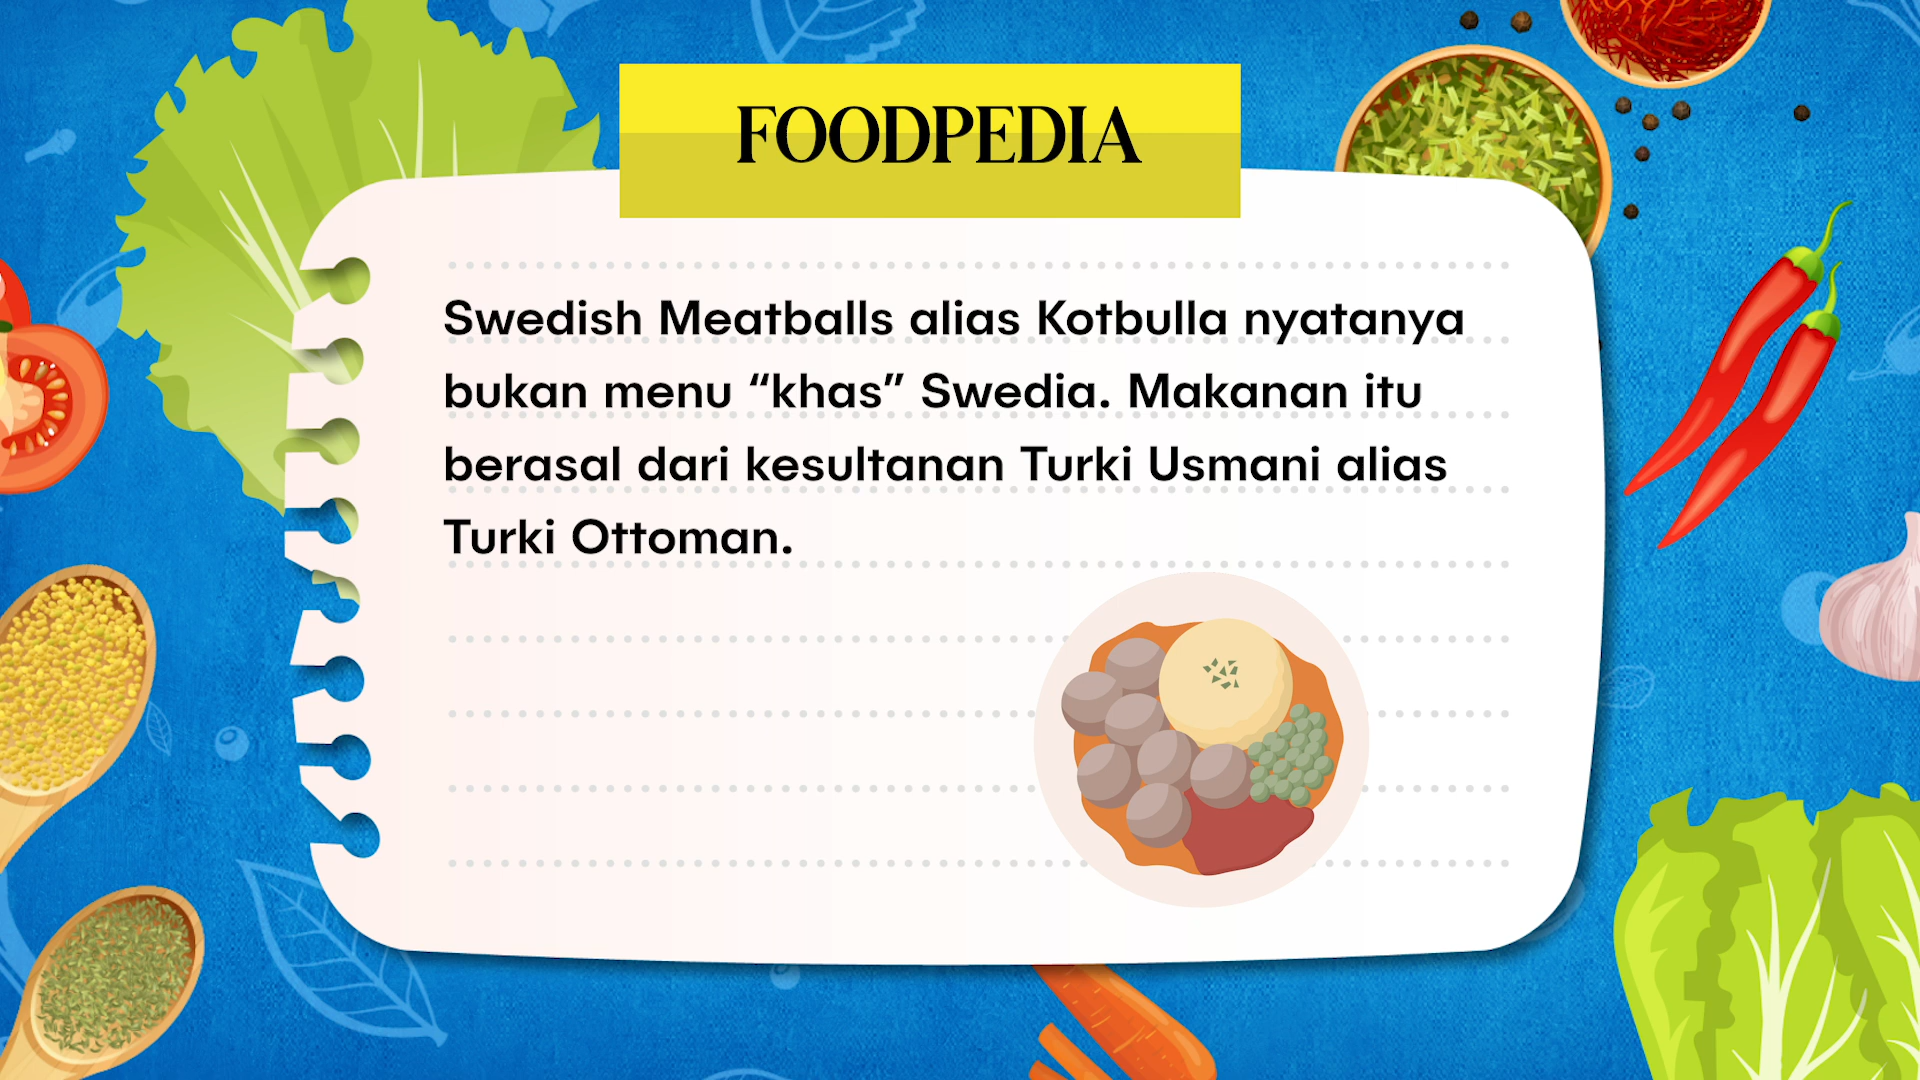 FOODPEDIA
Swedish Meatballs alias Kotbulla nyatanya
bukan menu “khas” Swedia. Makanan itu
berasal dari kesultanan Turki Usmani alias
Turki Ottoman.